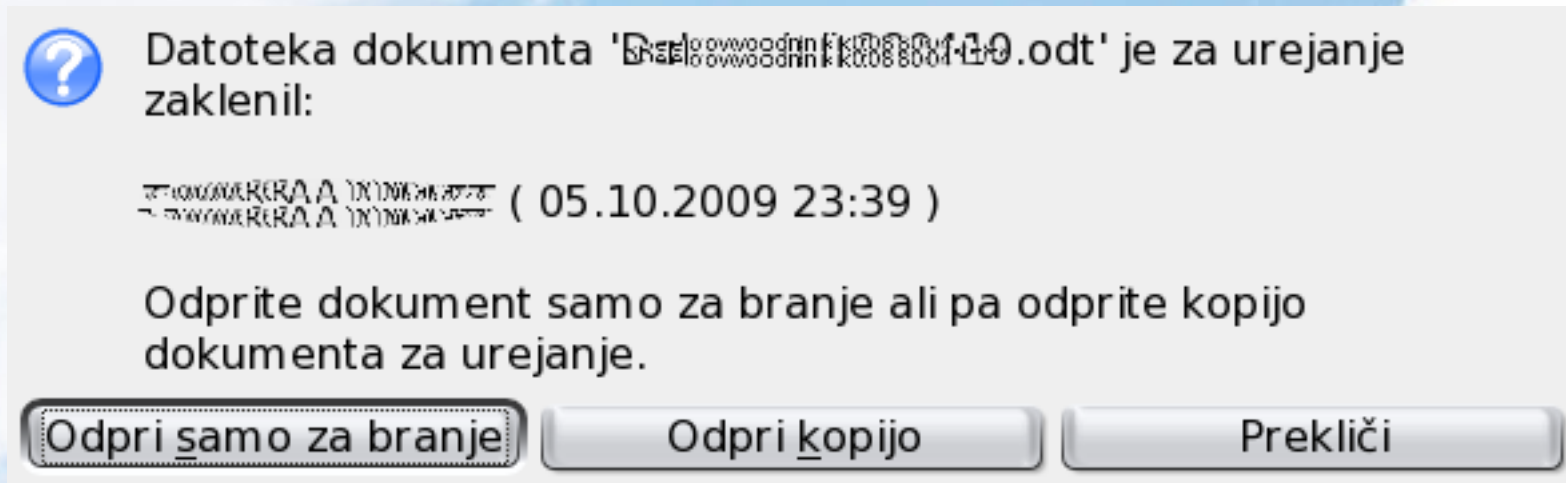 Datoteka dokumenta '.odt' je za urejanje
zaklenil:
( 05.10.2009 23:39 )
Odprite dokument samo za branje ali pa odprite kopijo
dokumenta za urejanje.
Odpri samo za branje Odpri kopijo Prekliči